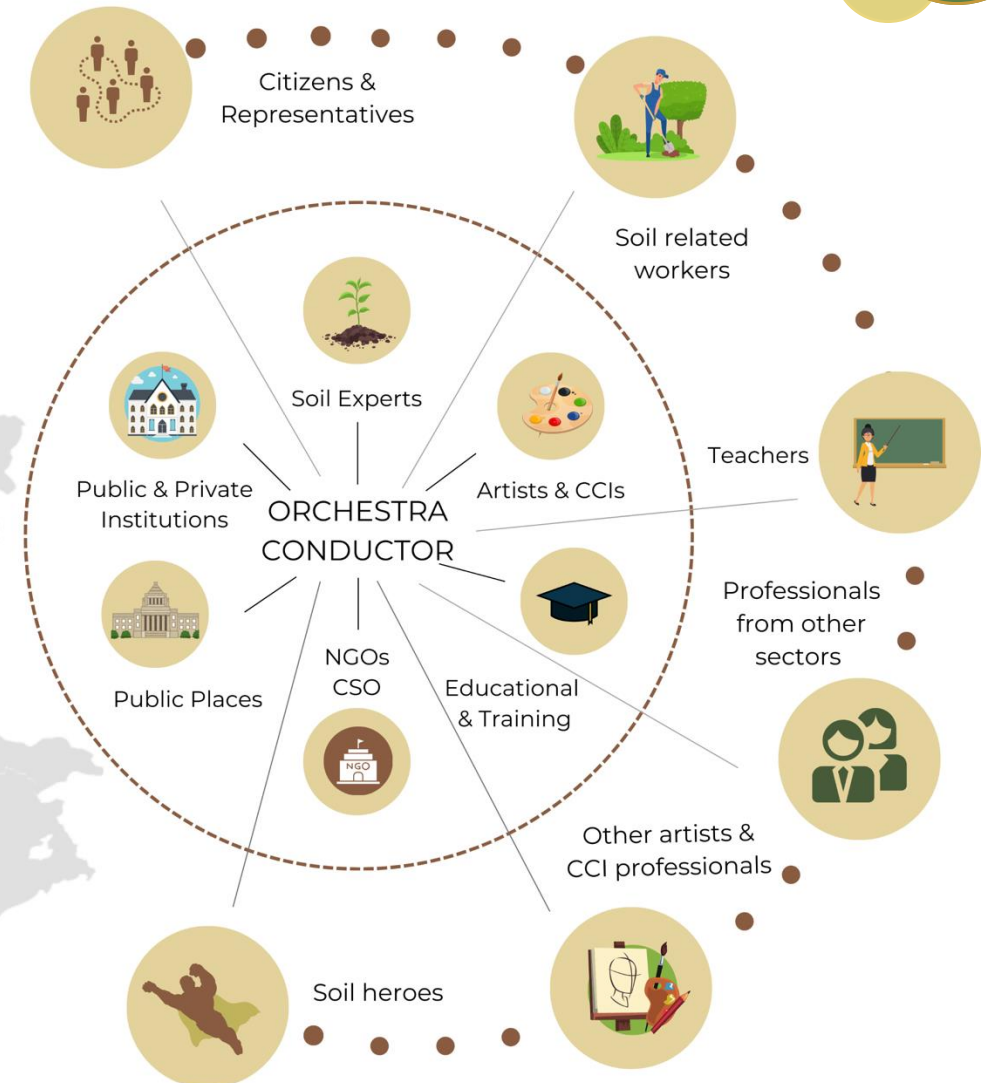 Citizens &
Representatives
Soil related
workers
Soil Experts
Public & Private
Institutions
Artists & CCIs
Teachers
ORCHESTRA
CONDUCTOR
Professionals
from other
sectors
Public Places
NGOs
CSO
Educational
& Training
NGO
Other artists &
CCI professionals
Soil heroes